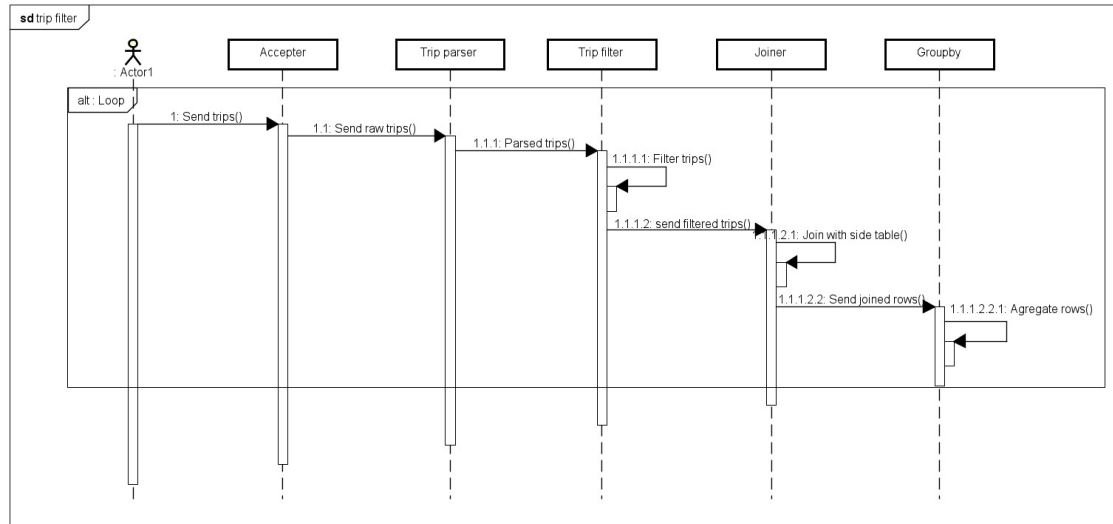 sd trip filter
: Actor1
Accepter
Trip parser
Trip filter
Joiner
Groupby
alt : Loop
1: Send trips()
1.1: Send raw trips()
1.1.1: Parsed trips()
1.1.1.1: Filter trips()
1.1.1.2: send filtered trips()
1.1.1.2.1: Join with side table()
1.1.1.2.2: Send joined rows()
1.1.1.2.2.1: Agregate rows()